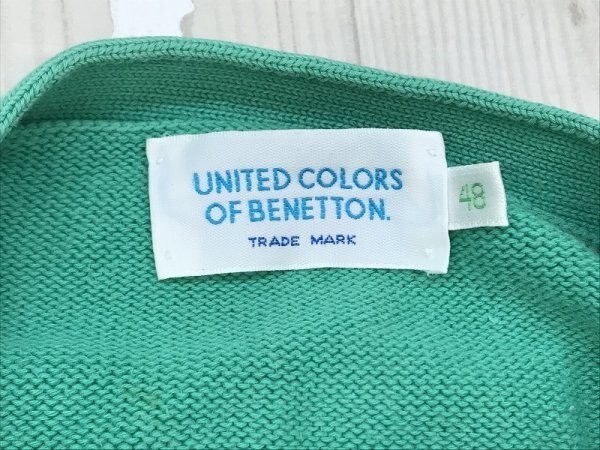 UNITED COLORS
OF BENETTON.
TRADE MARK
48